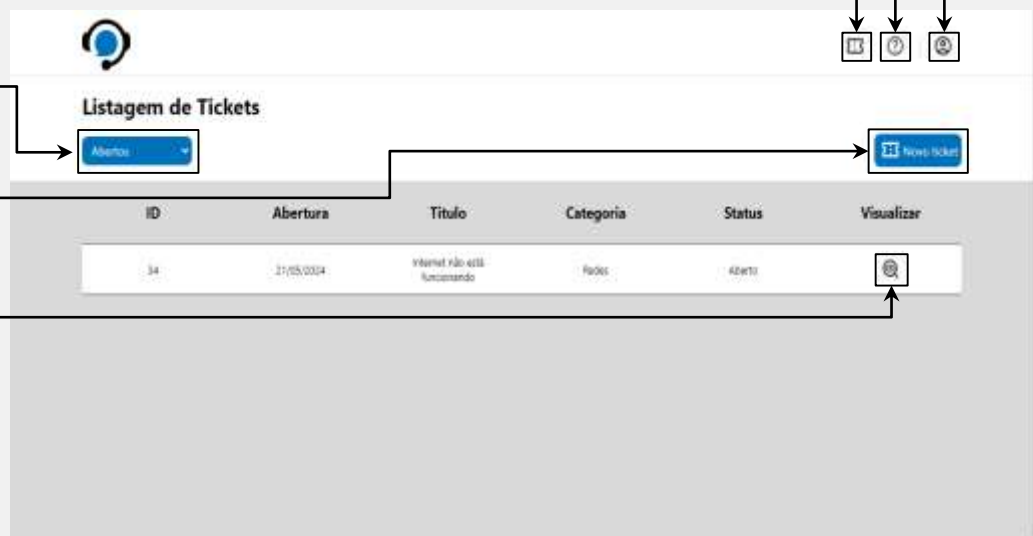 Listagem de Tickets
Abertos
Novo ticket
ID Abertura Titulo Categoria Status Visualizar
34 21/05/2024 Internet não está funcionando Redes Aberto